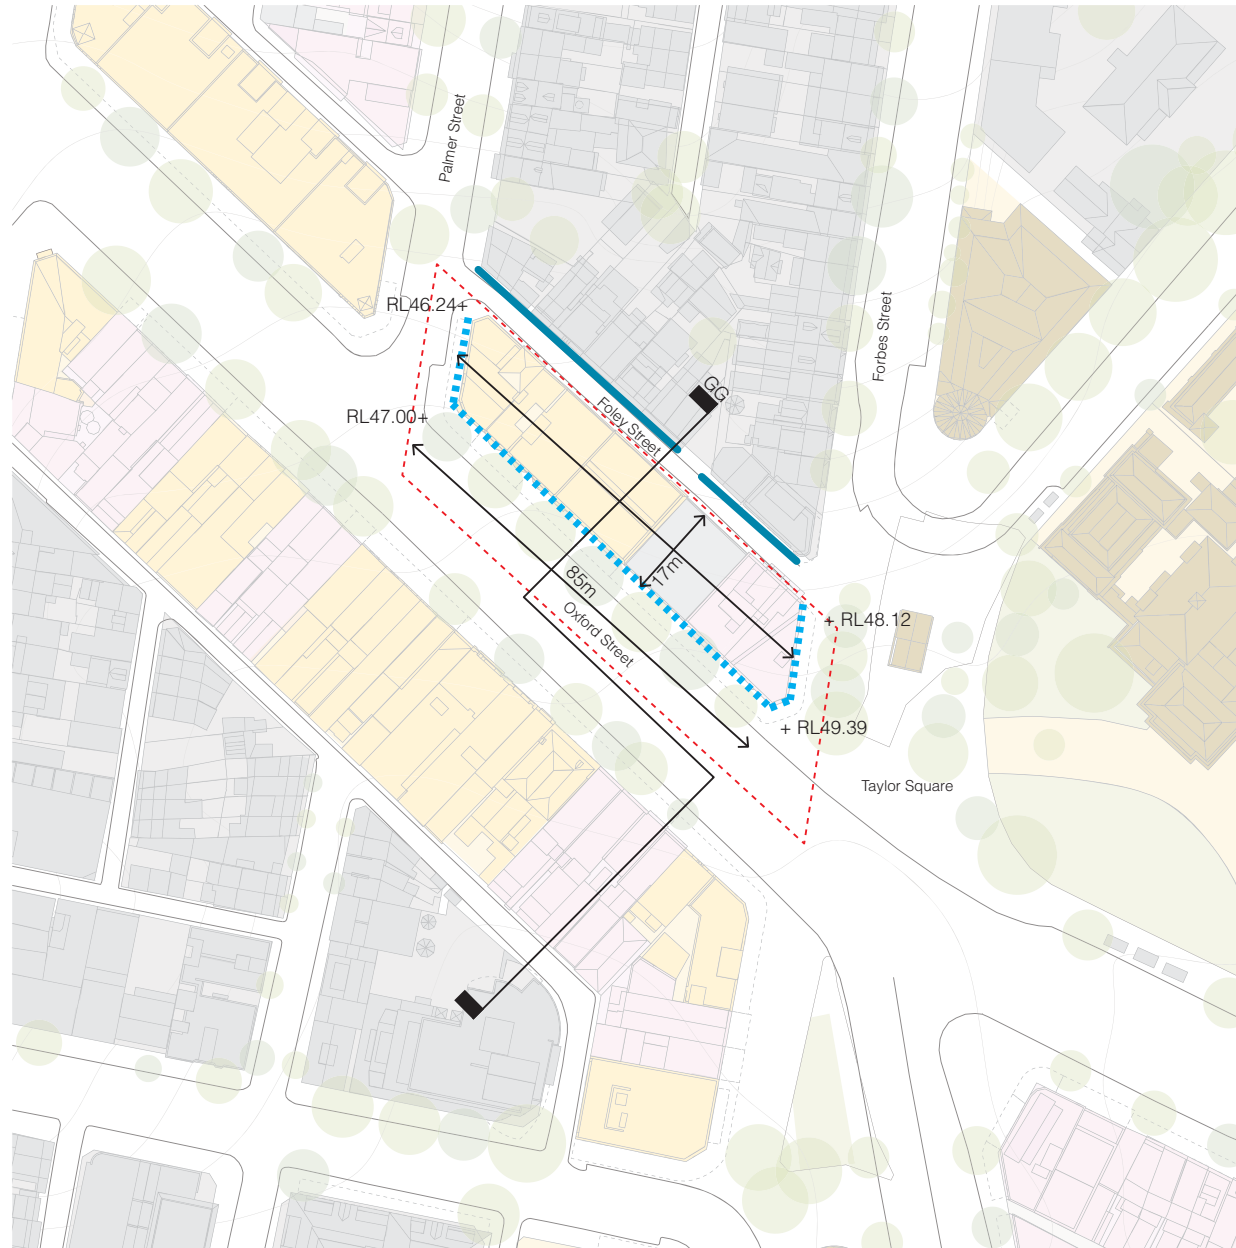 Palmer Street
RL46.24+
Forbes Street
GG
RL47.00+
Foley Street
17m
85m
Oxford Street
+ RL48.12
+ RL49.39
Taylor Square